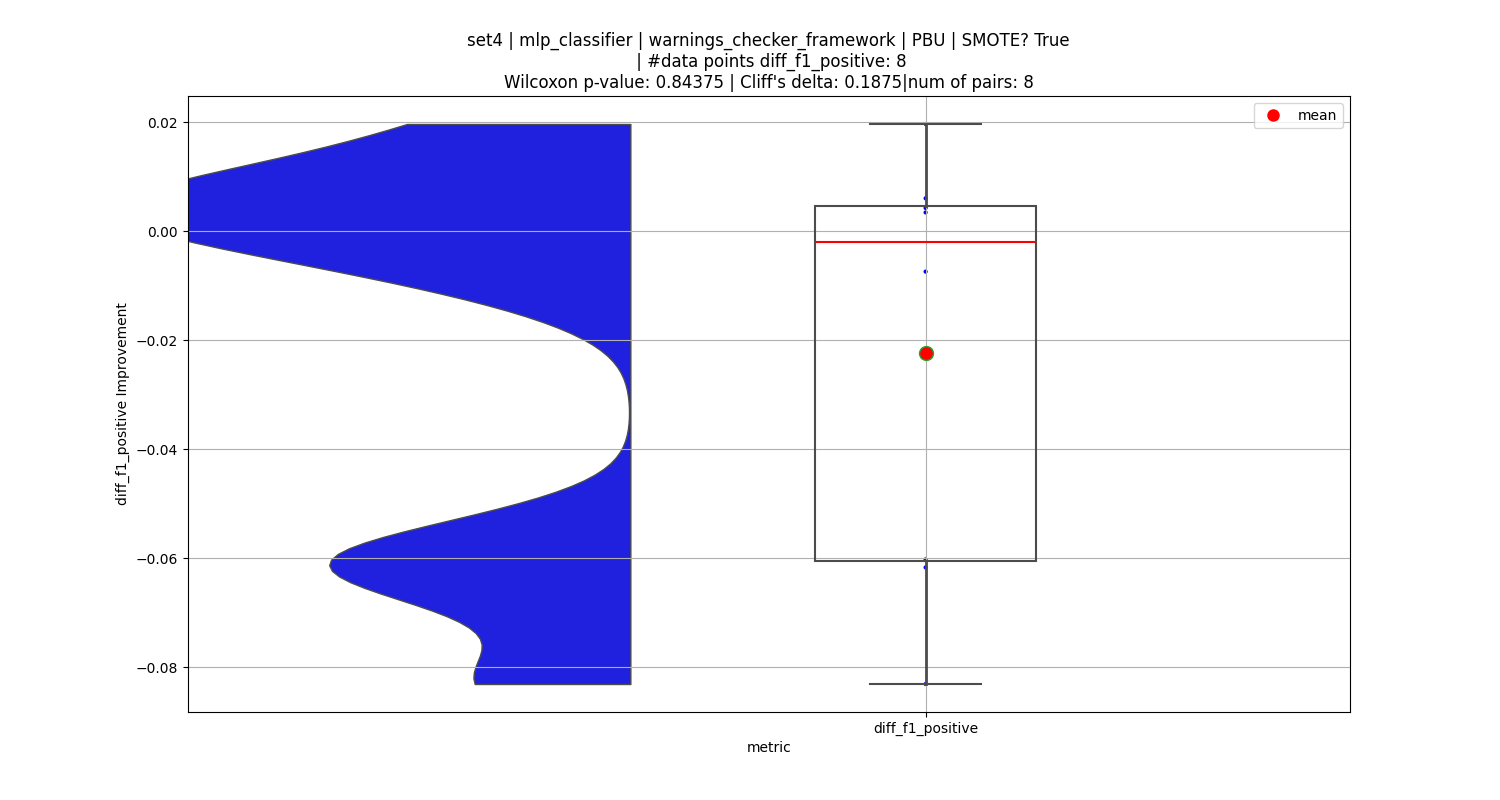 set4 | mlp_classifier | warnings_checker_framework | PBU | SMOTE? True
| #data points diff_f1_positive: 8
Wilcoxon p-value: 0.84375 | Cliff's delta: 0.1875|num of pairs: 8
mean
0.02
0.00
−0.02
−0.04
−0.06
−0.08
diff_f1_positive Improvement
diff_f1_positive
metric